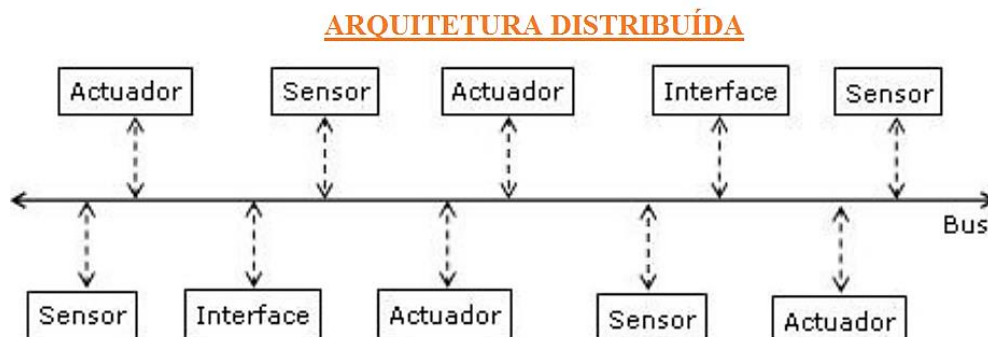 ARQUITETURA DISTRIBUÍDA
Actuador Sensor Actuador Interface Sensor
Bus
Sensor Interface Actuador Sensor Actuador